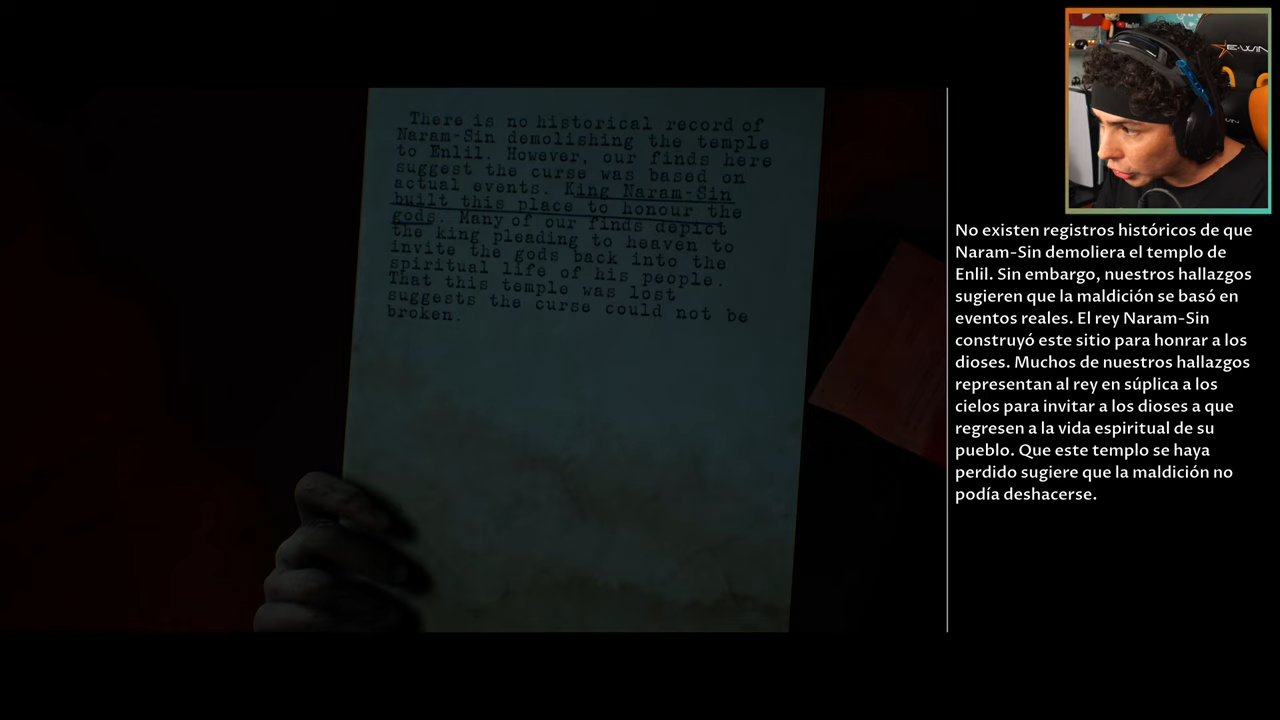 There is no historical record of
Naram-Sin demolishing the temple
to Enlil. However, our finds here
suggest the curse was based on
actual events. King Naram-Sin
built this place to honour the
gods. Many of our finds depict
the king pleading to heaven to
invite the gods back into the
spiritual life of his people.
That this temple was lost
suggests the curse could not be
broken.
E-WIN
No existen registros históricos de que
Naram-Sin demoliera el templo de
Enlil. Sin embargo, nuestros hallazgos
sugieren que la maldición se basó en
eventos reales. El rey Naram-Sin
construyó este sitio para honrar a los
dioses. Muchos de nuestros hallazgos
representan al rey en súplica a los
cielos para invitar a los dioses a que
regresen a la vida espiritual de su
pueblo. Que este templo se haya
perdido sugiere que la maldición no
podía deshacerse.